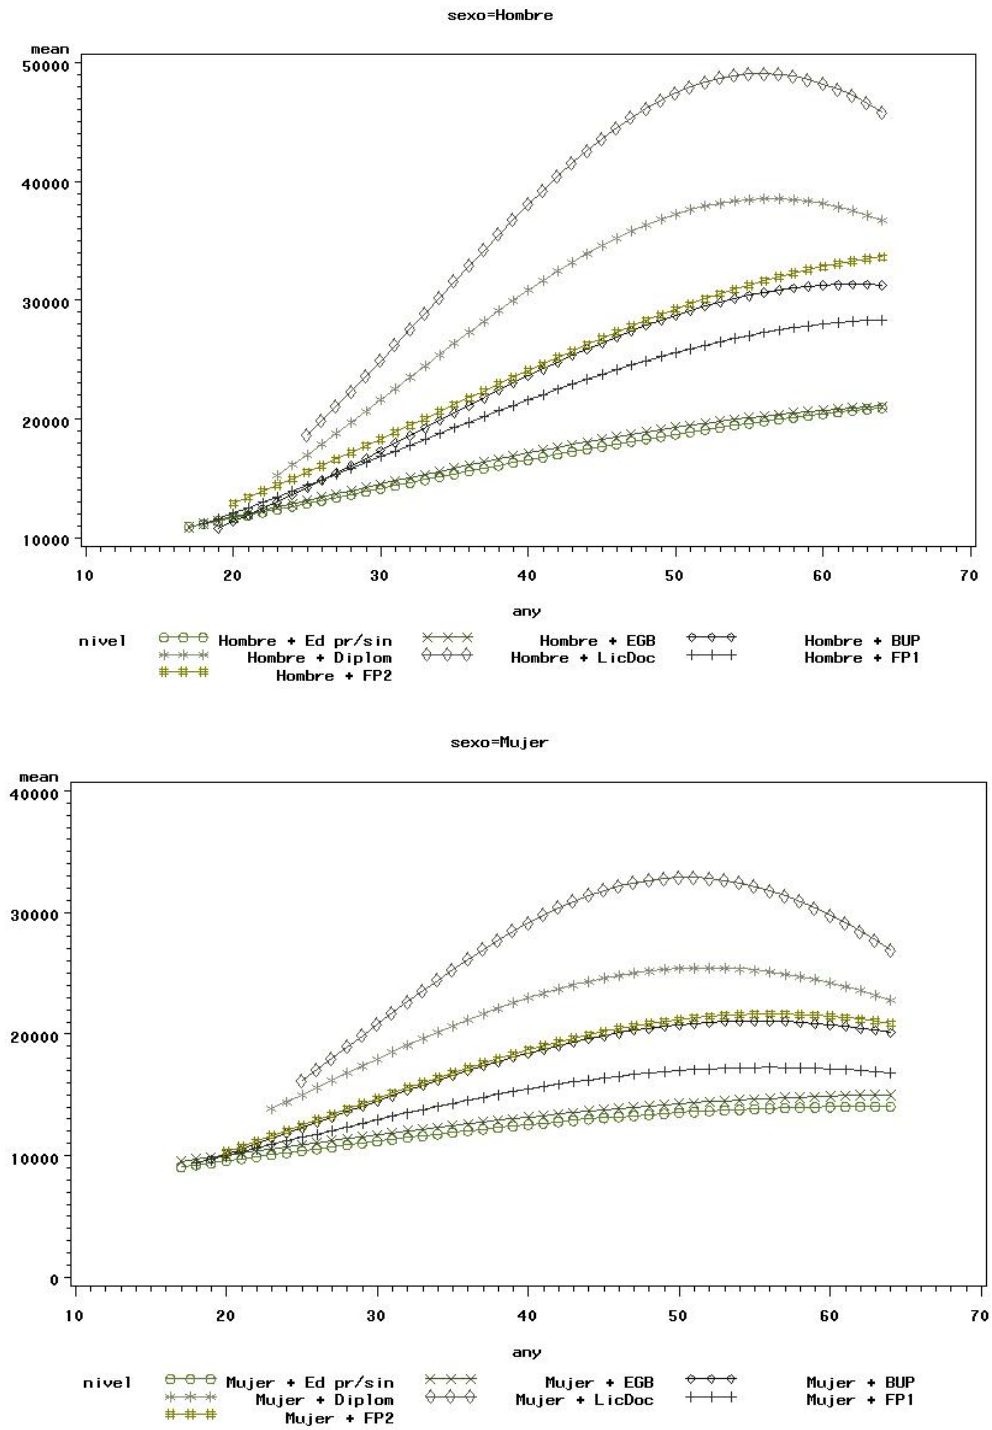 sexo=Hombre
mean
50000
40000
30000
20000
10000
10 20 30 40 50 60 70
any
nivel Hombre + Ed pr/sin Hombre + EGB Hombre + BUP
Hombre + Diplom Hombre + LicDoc Hombre + FP1
Hombre + FP2
sexo=Mujer
mean
40000
30000
20000
10000
0
10 20 30 40 50 60 70
any
nivel Mujer + Ed pr/sin Mujer + EGB Mujer + BUP
Mujer + Diplom Mujer + LicDoc Mujer + FP1
Mujer + FP2